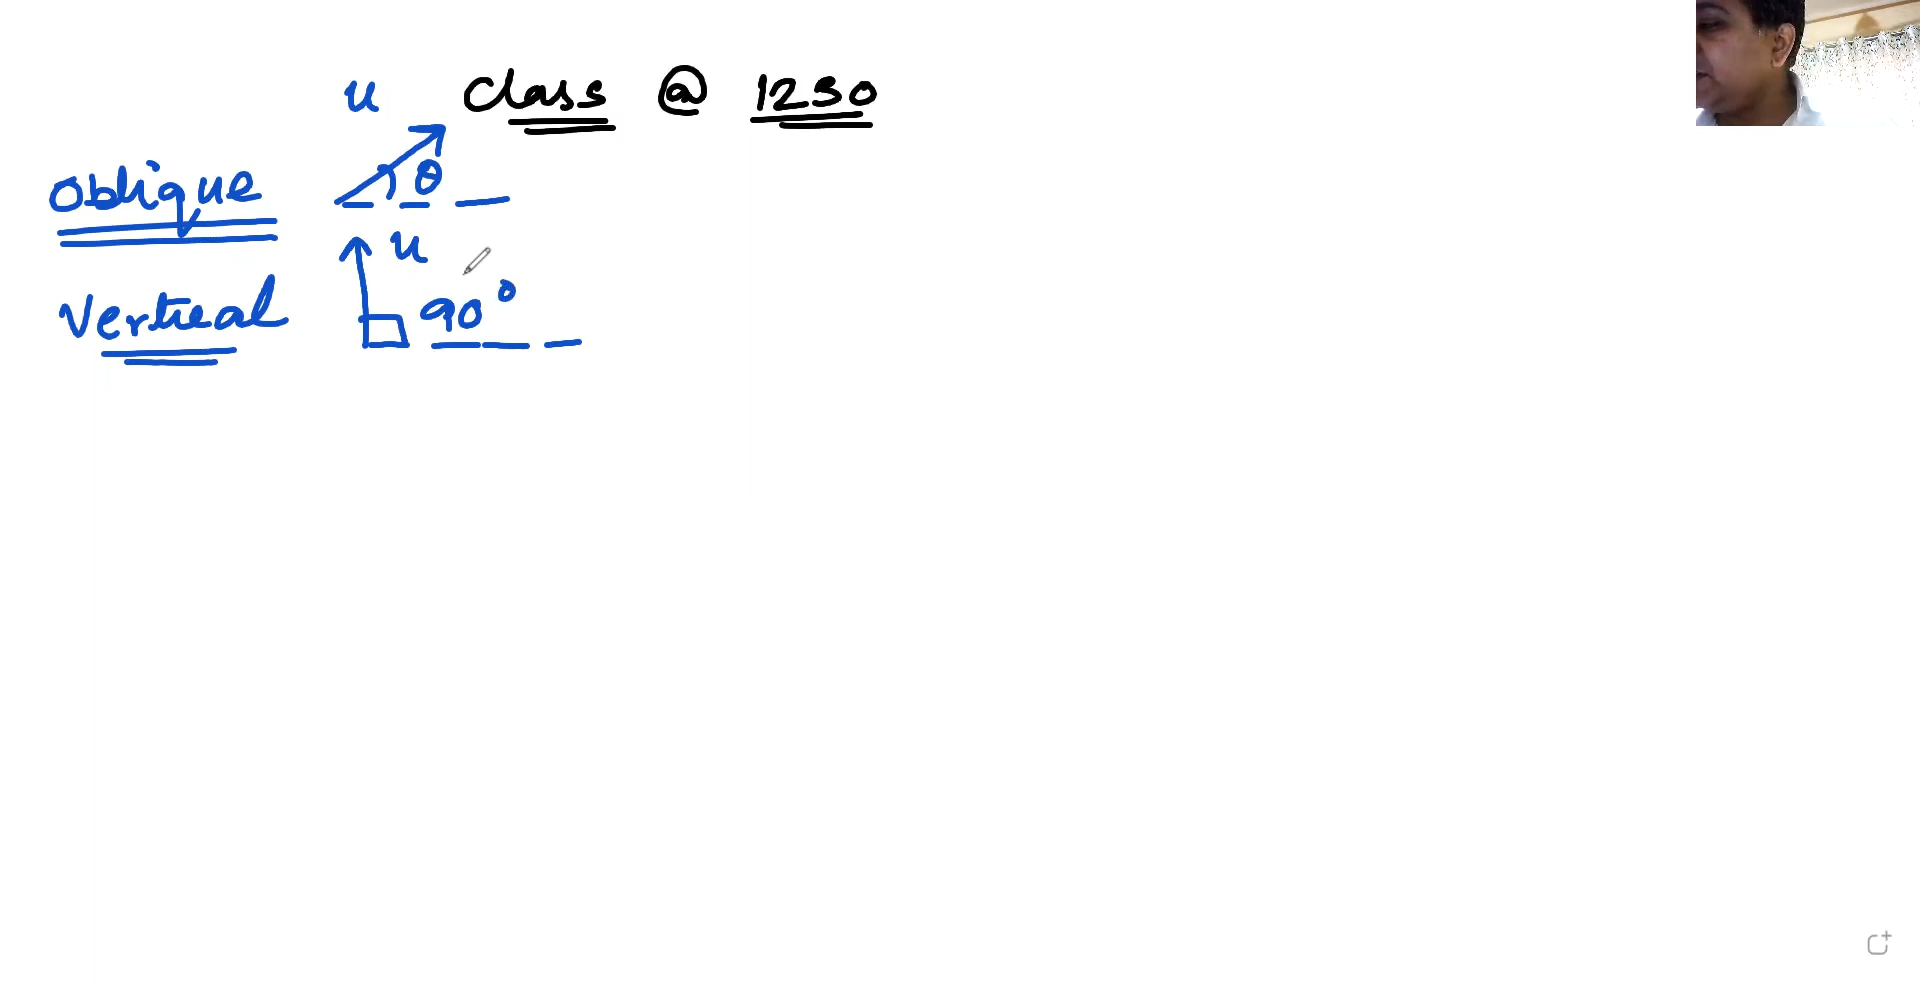 u Class @ 1230
Oblique θ
u
Vertical 90°